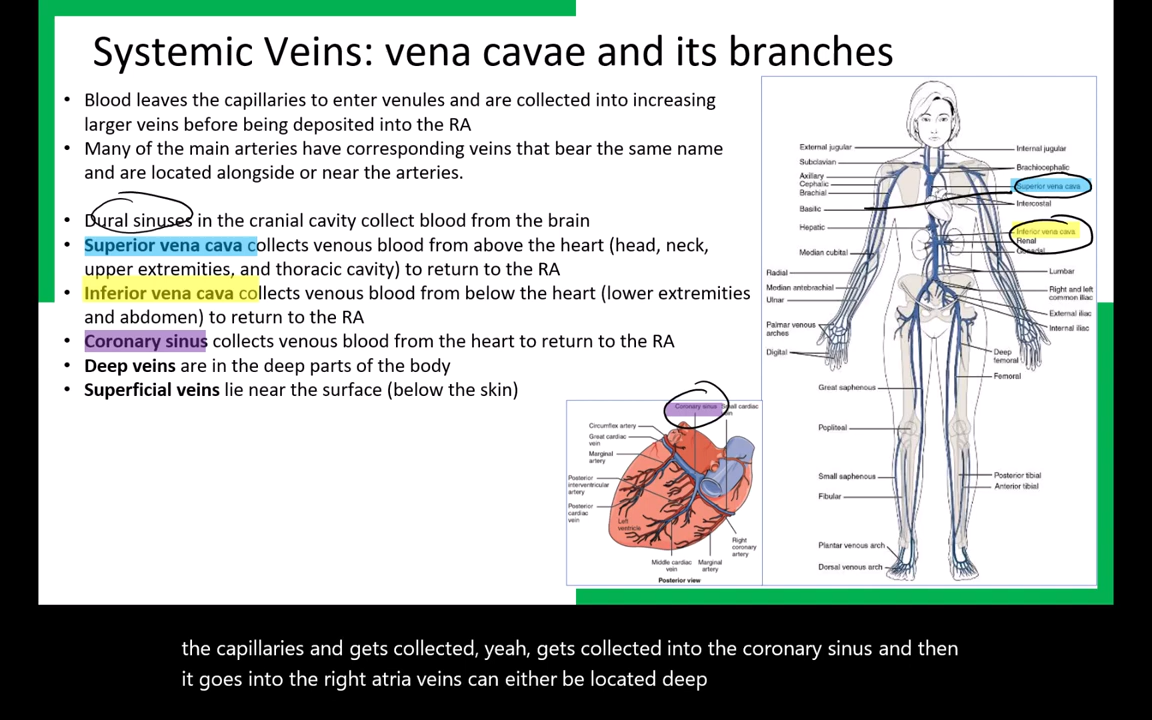 Systemic Veins: vena cavae and its branches
• Blood leaves the capillaries to enter venules and are collected into increasing
larger veins before being deposited into the RA
• Many of the main arteries have corresponding veins that bear the same name
and are located alongside or near the arteries.
• Dural sinuses in the cranial cavity collect blood from the brain
• Superior vena cava collects venous blood from above the heart (head, neck,
upper extremities, and thoracic cavity) to return to the RA
• Inferior vena cava collects venous blood from below the heart (lower extremities
and abdomen) to return to the RA
• Coronary sinus collects venous blood from the heart to return to the RA
• Deep veins are in the deep parts of the body
• Superficial veins lie near the surface (below the skin)
External jugular
Subclavian
Axillary
Cephalic
Brachial
Basilic
Hepatic
Median cubital
Radial
Median antebrachial
Ulnar
Palmar venous
arches
Digital
Great saphenous
Popliteal
Small saphenous
Fibular
Plantar venous arch
Dorsal venous arch
Internal jugular
Brachiocephalic
Superior vena cava
Intercostal
Inferior vena cava
Renal
Gonadal
Lumbar
Right and left
common iliac
External iliac
Internal iliac
Deep
femoral
Femoral
Posterior tibial
Anterior tibial
Coronary sinus
Small cardiac
vein
Circumflex artery
Great cardiac
vein
Marginal
artery
Posterior
interventricular
artery
Posterior
cardiac
vein
Left
ventricle
Middle cardiac
vein
Marginal
artery
Right
coronary
artery
Posterior view
the capillaries and gets collected, yeah, gets collected into the coronary sinus and then
it goes into the right atria veins can either be located deep